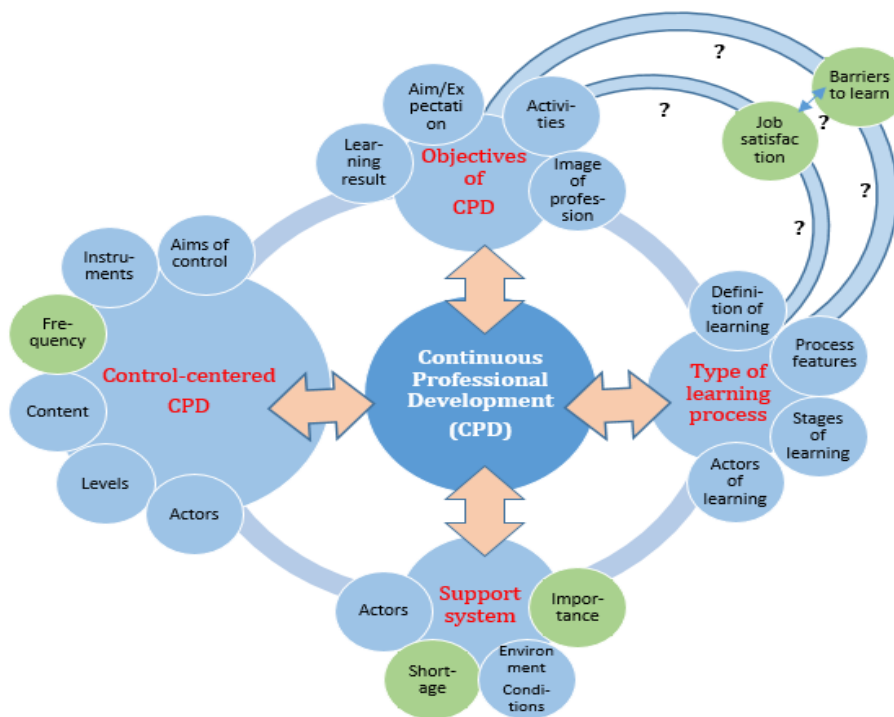 ?
Barriers
to learn
Aim/Ex
pectati
on
Activi-
ties
?
Job
satisfac
tion
?
Lear-
ning
result
Objectives
of
CPD
Image of
profes-
sion
?
?
Aims of
control
Instru-
ments
Fre-
quency
Content
Levels
Actors
Control-centered
CPD
Continuous
Professional
Development
(CPD)
Defini-
tion of
learning
Process
features
Type of
learning
process
Stages
of
learning
Actors
of
learning
Support
system
Actors
Impor-
tance
Short-
age
Environ
ment
Condi-
tions